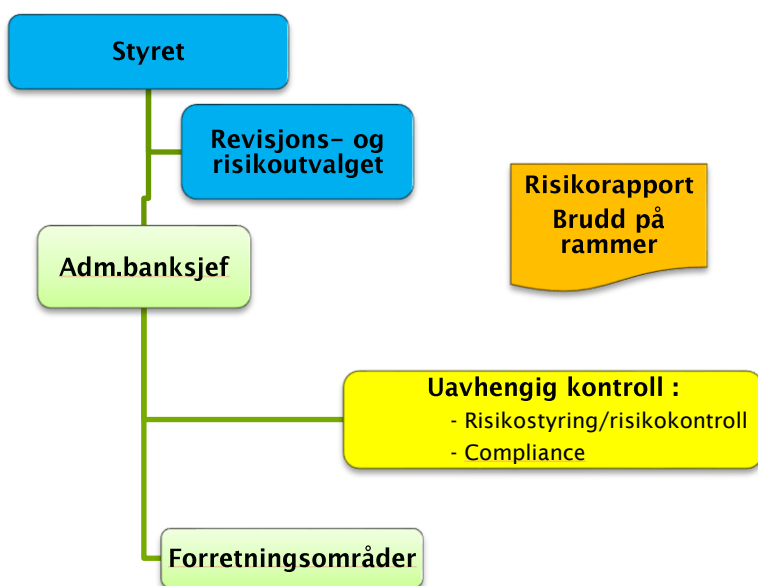 Styret
Revisjons- og
risikoutvalget
Risikorapport
Brudd på
rammer
Adm.banksjef
Uavhengig kontroll :
- Risikostyring/risikokontroll
- Compliance
Forretningsområder